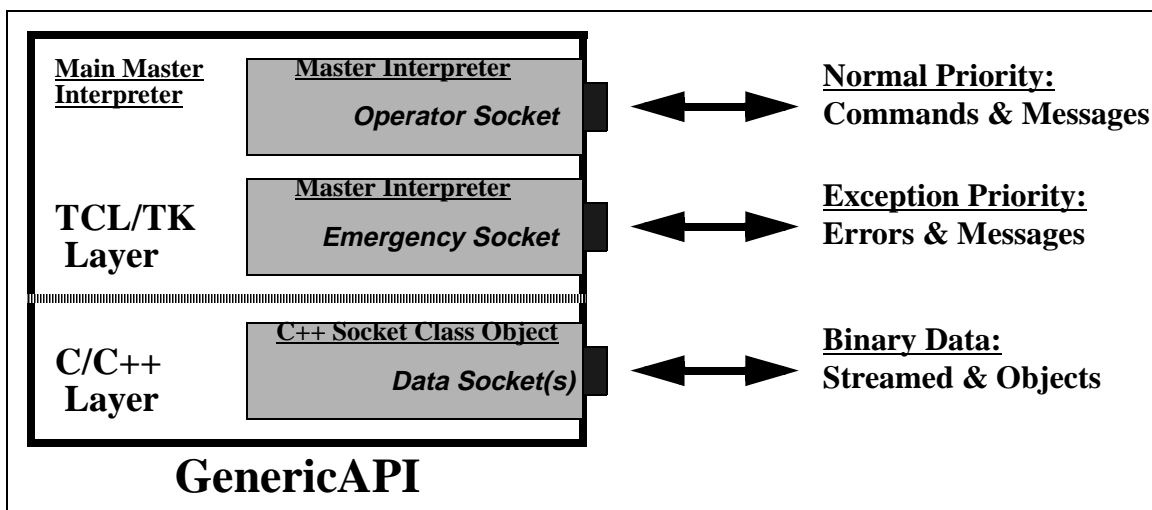 Main Master
Interpreter
Master Interpreter
Operator Socket
Normal Priority:
Commands & Messages
TCL/TK
Layer
Master Interpreter
Emergency Socket
Exception Priority:
Errors & Messages
C/C++
Layer
C++ Socket Class Object
Data Socket(s)
Binary Data:
Streamed & Objects
GenericAPI